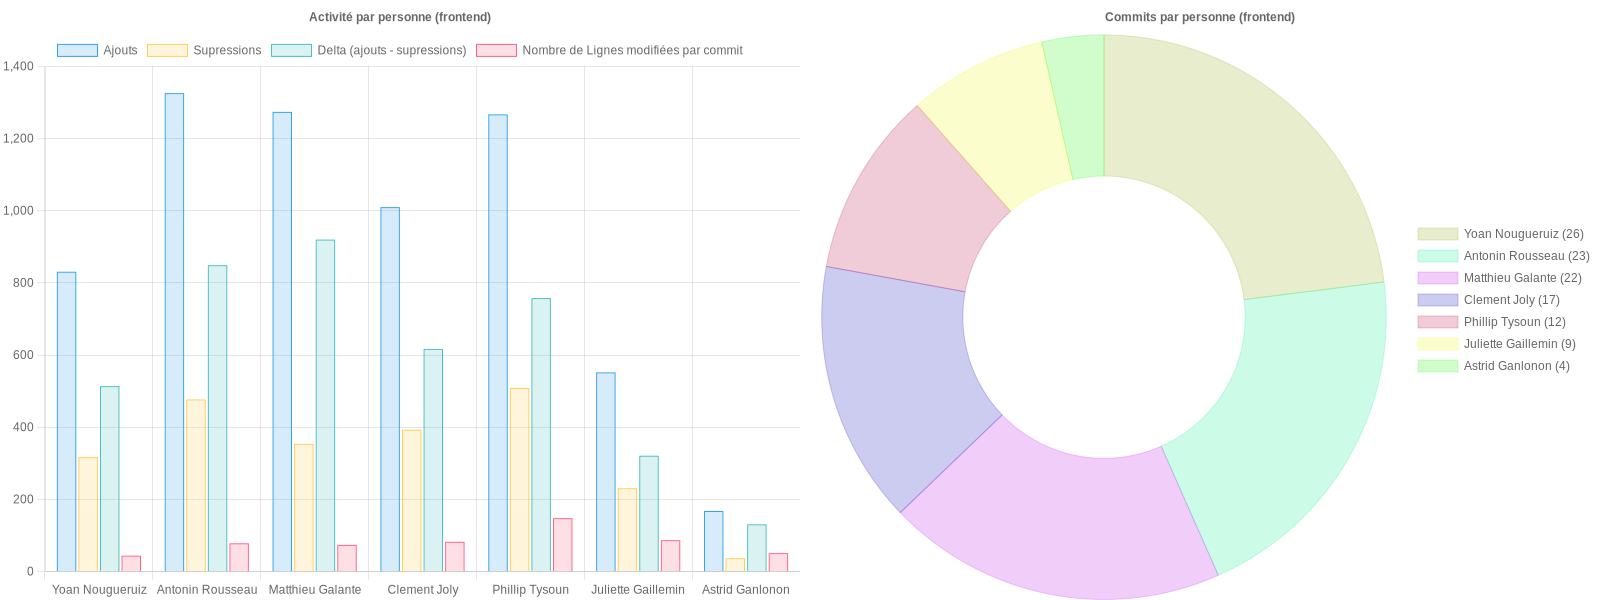 Activité par personne (frontend)
Ajouts
Supressions
Delta (ajouts - supressions)
Nombre de Lignes modifiées par commit
1,400
1,200
1,000
800
600
400
200
0
Yoan Nougueruiz
Antonin Rousseau
Matthieu Galante
Clement Joly
Phillip Tysoun
Juliette Gaillemin
Astrid Ganlonon
Commits par personne (frontend)
Yoan Nougueruiz (26)
Antonin Rousseau (23)
Matthieu Galante (22)
Clement Joly (17)
Phillip Tysoun (12)
Juliette Gaillemin (9)
Astrid Ganlonon (4)